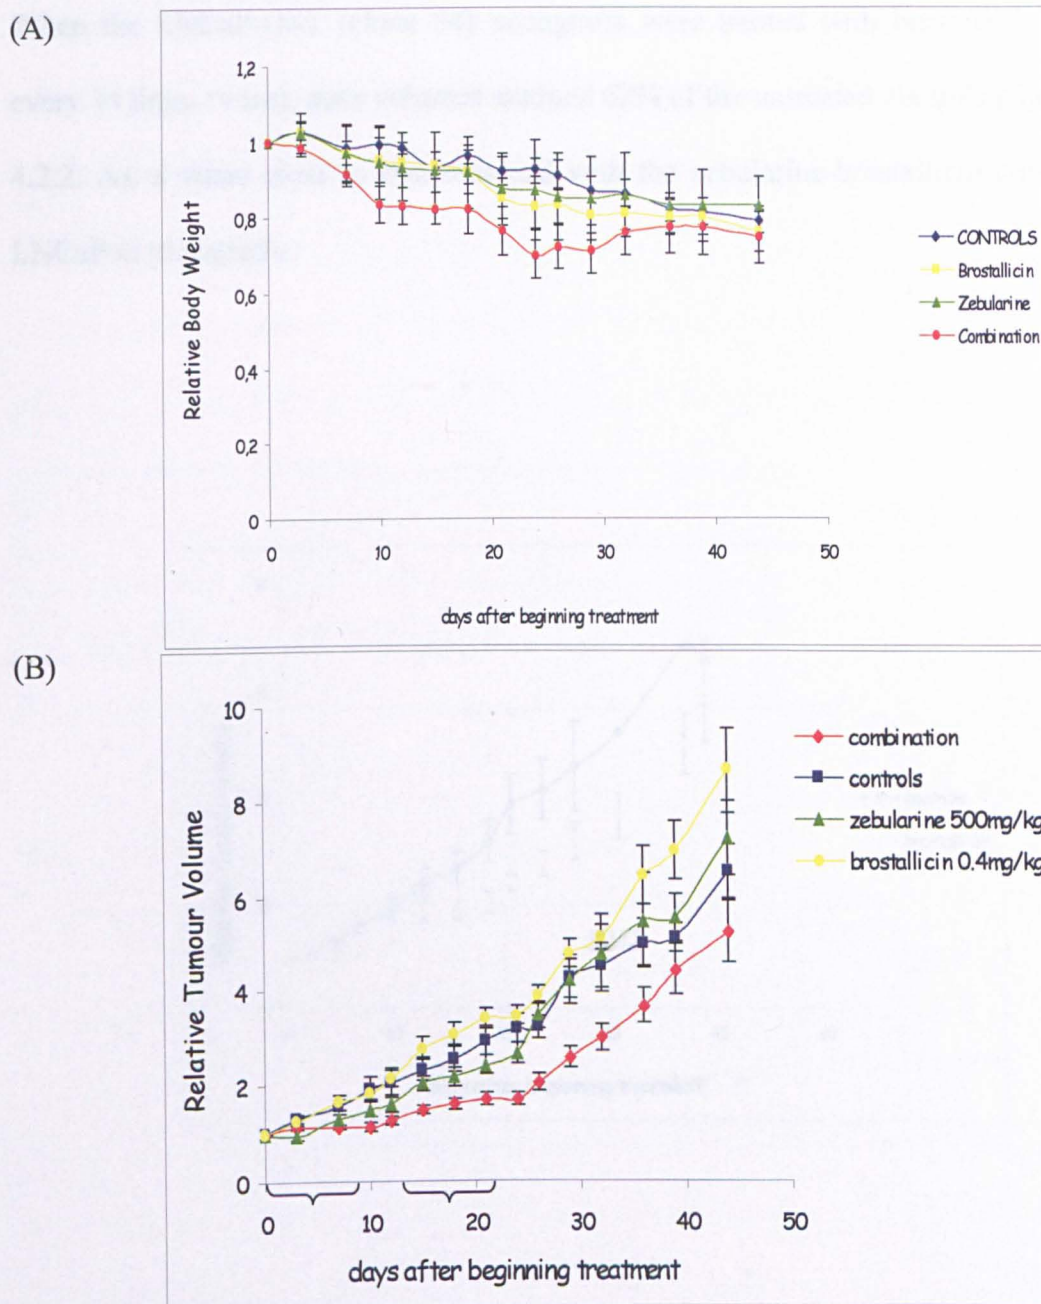 (A)
1,2
1
0,8
0,6
0,4
0,2
0
Relative Body Weight
0 10 20 30 40 50
days after beginning treatment
CONTROLS
Brostallicin
Zebularine
Combination
(B)
10
8
6
4
2
0
Relative Tumour Volume
0 10 20 30 40 50
days after beginning treatment
combination
controls
zebularine 500mg/kg
brostallicin 0.4mg/kg